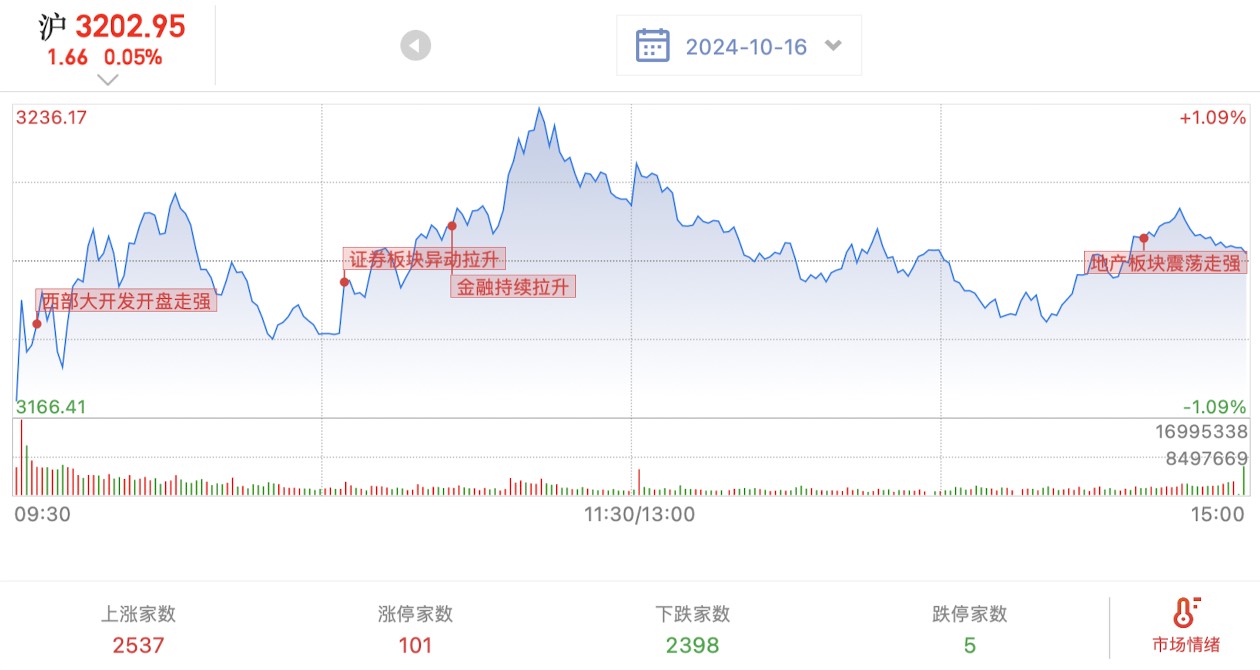 沪 3202.95
1.66 0.05%
2024-10-16
3236.17 +1.09%
证券板块异动拉升
地产板块震荡走强
金融持续拉升
西部大开发开盘走强
3166.41 -1.09%
16995338
8497669
09:30 11:30/13:00 15:00
上涨家数 涨停家数 下跌家数 跌停家数
2537 101 2398 5 市场情绪